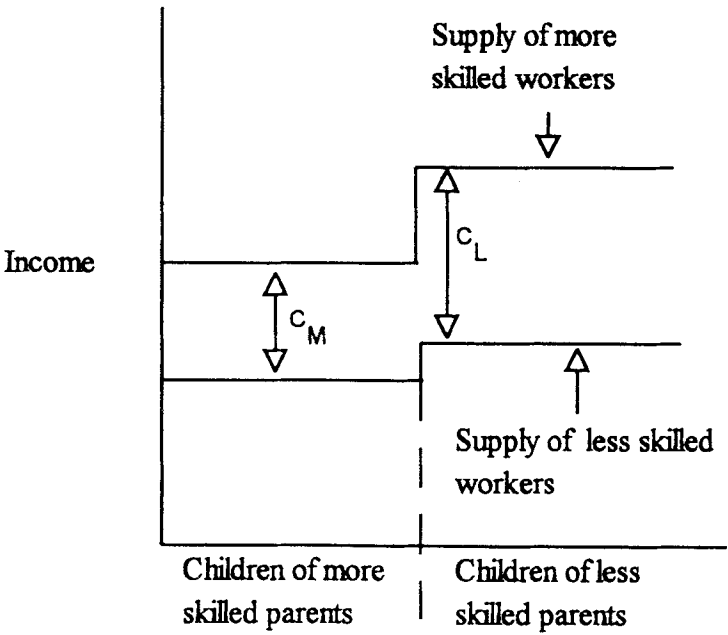 Supply of more
skilled workers
Income
C L
C M
Supply of less skilled
workers
Children of more
skilled parents
Children of less
skilled parents